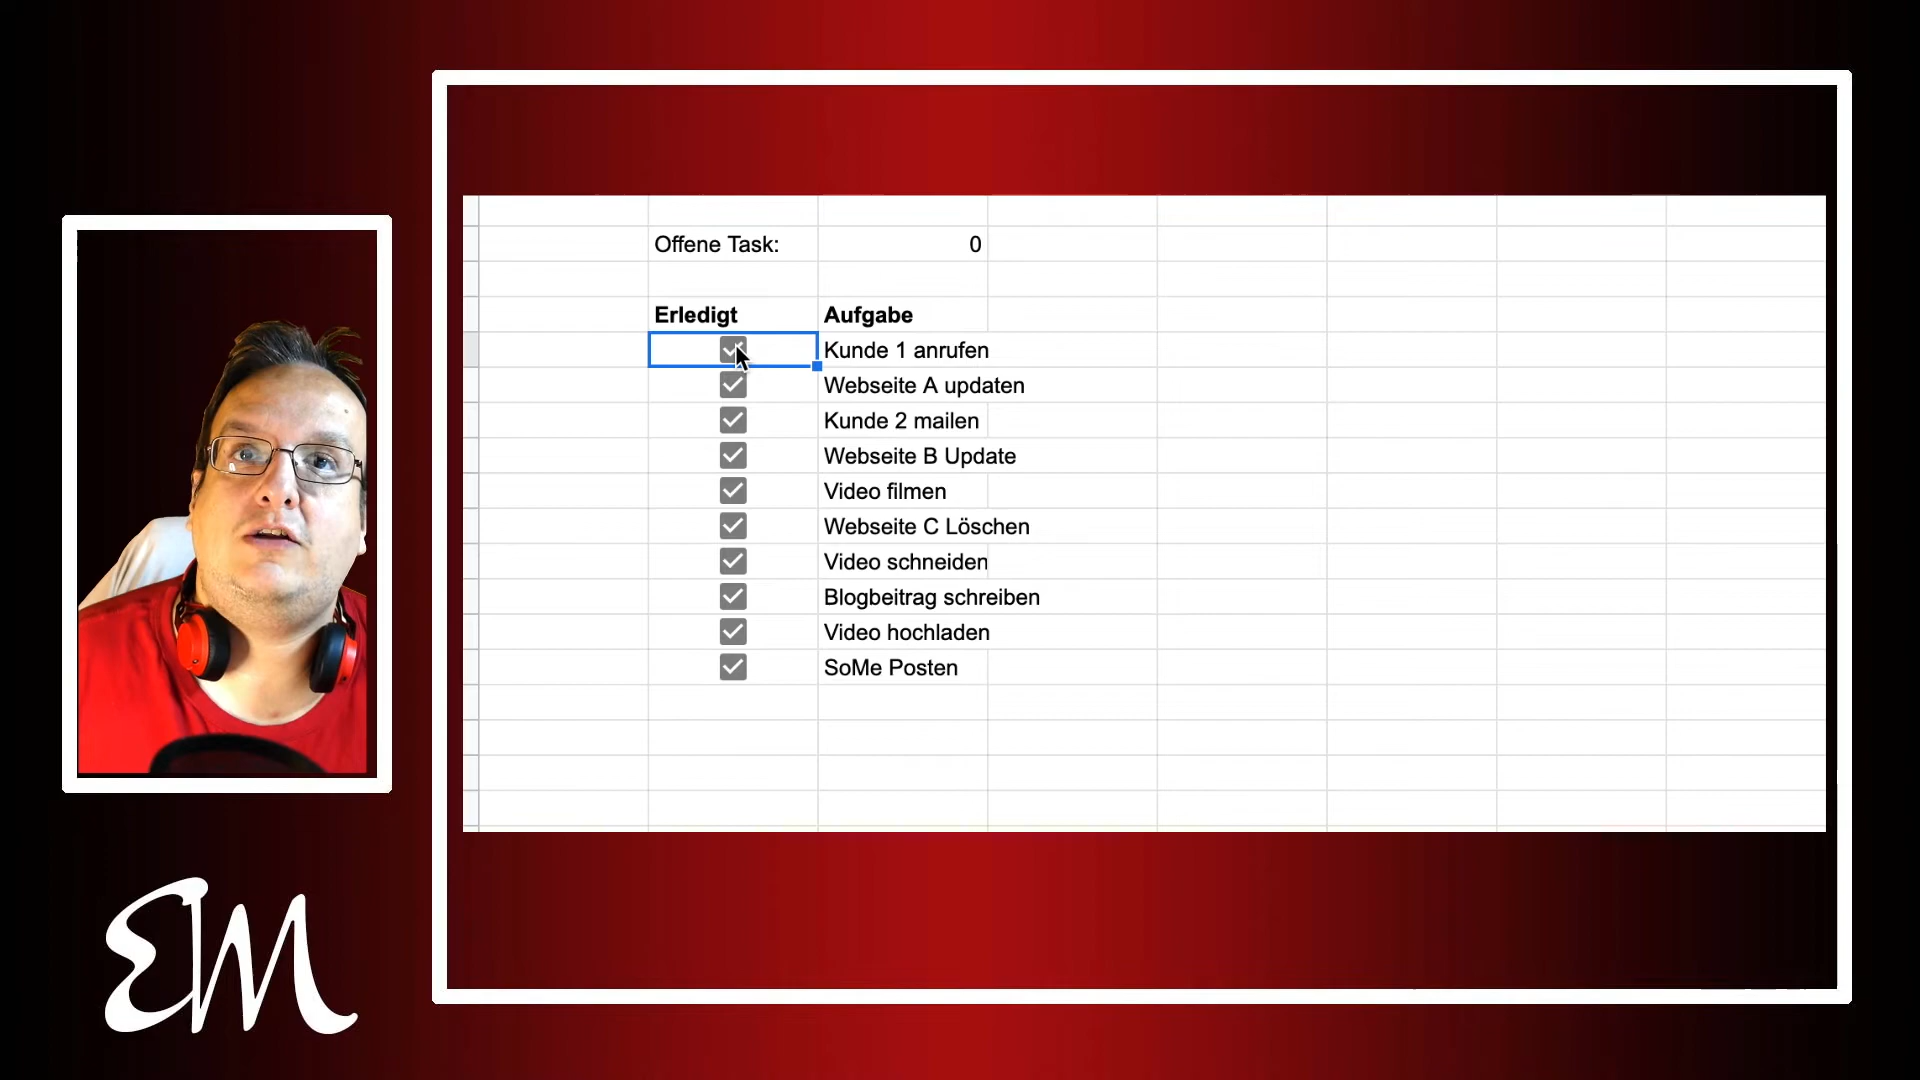 Offene Task: 0
Erledigt Aufgabe
Kunde 1 anrufen
Webseite A updaten
Kunde 2 mailen
Webseite B Update
Video filmen
Webseite C Löschen
Video schneiden
Blogbeitrag schreiben
Video hochladen
SoMe Posten
EM